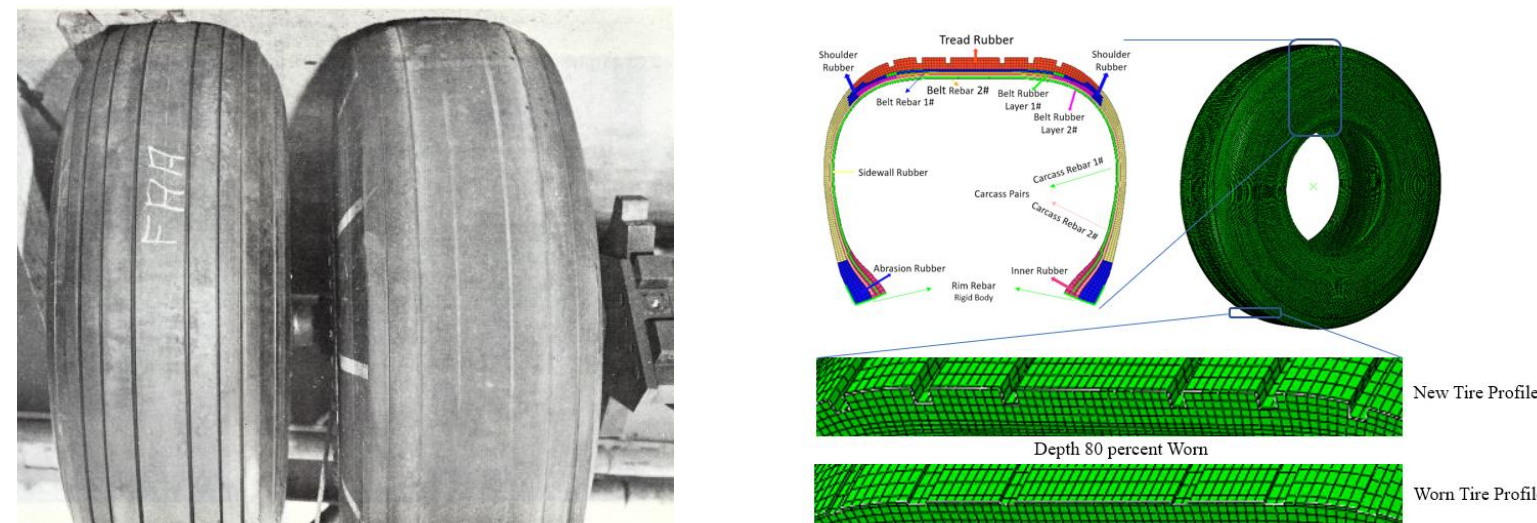 FAA
Tread Rubber
Shoulder
Rubber
Shoulder
Rubber
Belt Rebar 1#
Belt Rebar 2#
Belt Rubber
Layer 1#
Belt Rubber
Layer 2#
Sidewall Rubber
Carcass Rebar 1#
Carcass Pairs
Carcass Rebar 2#
Abrasion Rubber
Inner Rubber
Rim Rebar
Rigid Body
New Tire Profile
Depth 80 percent Worn
Worn Tire Profil